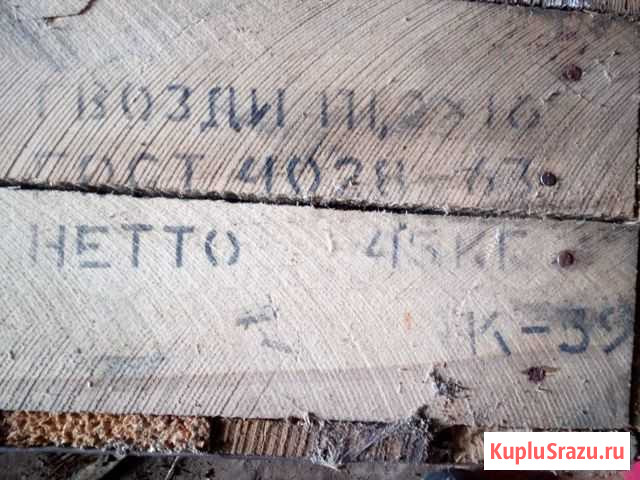 ГВОЗДИ
ГОСТ 4028-63
НЕТТО 45КГ
К-39
KupluSrazu.ru